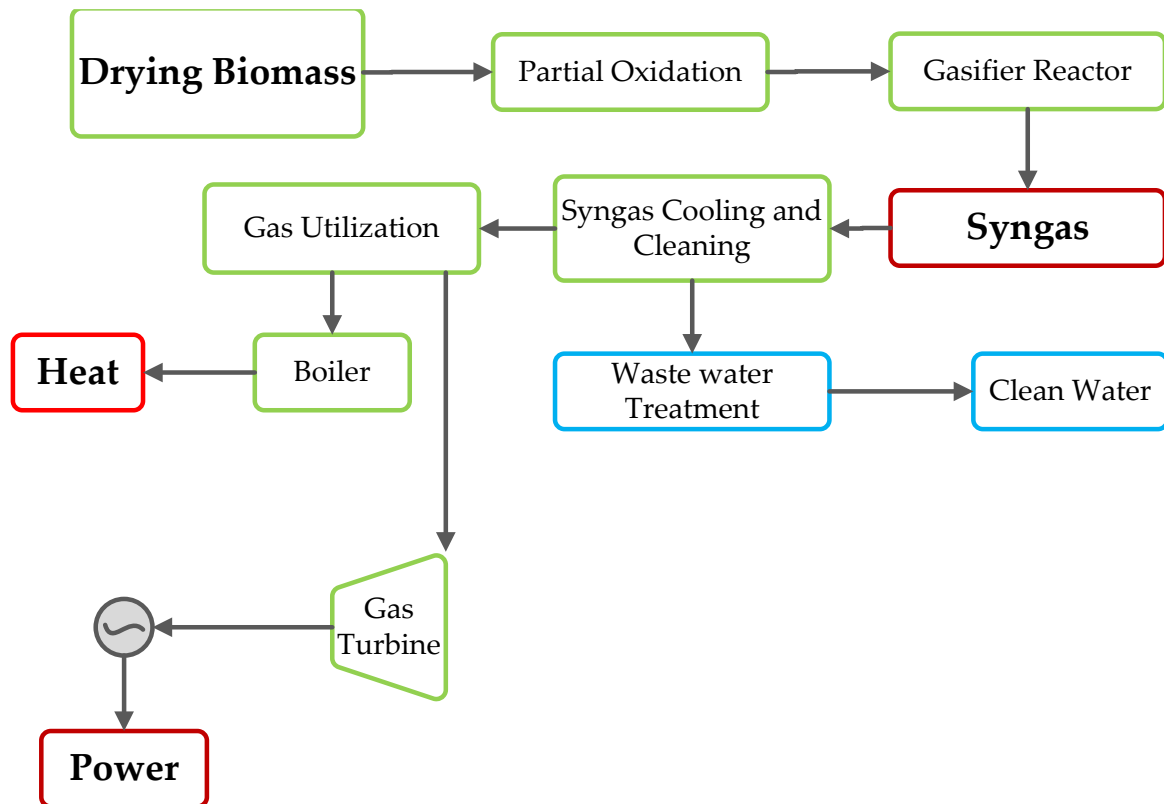 Drying Biomass
Partial Oxidation
Gasifier Reactor
Gas Utilization
Syngas Cooling and
Cleaning
Syngas
Heat
Boiler
Waste water
Treatment
Clean Water
Gas
Turbine
Power